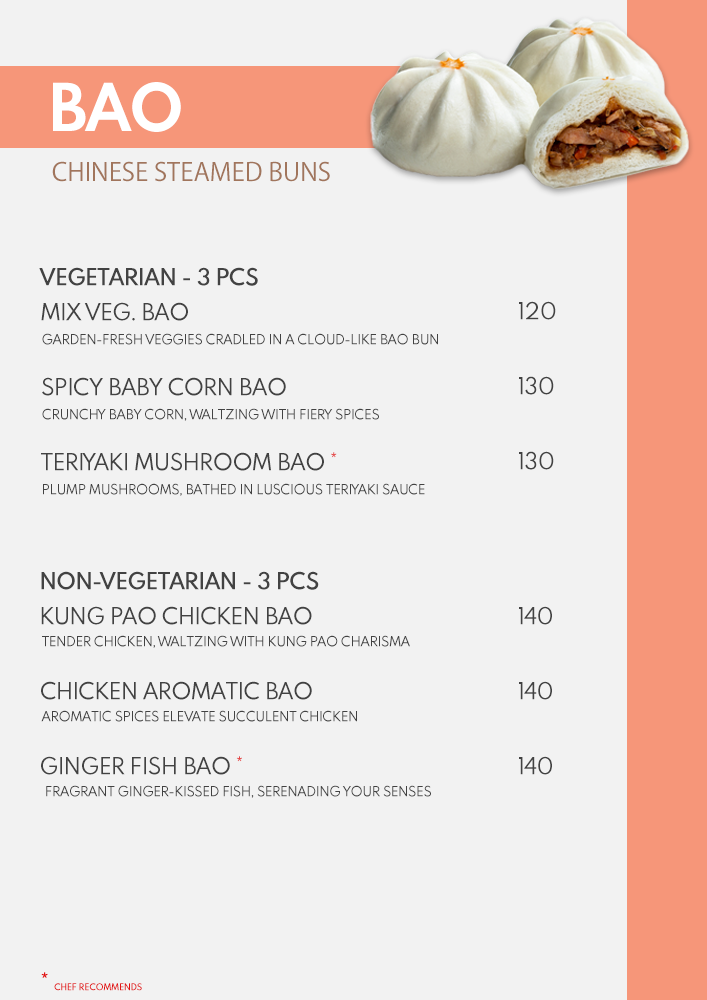 BAO
CHINESE STEAMED BUNS
VEGETARIAN - 3 PCS
MIX VEG. BAO 120
GARDEN-FRESH VEGGIES CRADLED IN A CLOUD-LIKE BAO BUN
SPICY BABY CORN BAO 130
CRUNCHY BABY CORN, WALTZING WITH FIERY SPICES
TERIYAKI MUSHROOM BAO * 130
PLUMP MUSHROOMS, BATHED IN LUSCIOUS TERIYAKI SAUCE
NON-VEGETARIAN - 3 PCS
KUNG PAO CHICKEN BAO 140
TENDER CHICKEN, WALTZING WITH KUNG PAO CHARISMA
CHICKEN AROMATIC BAO 140
AROMATIC SPICES ELEVATE SUCCULENT CHICKEN
GINGER FISH BAO * 140
FRAGRANT GINGER-KISSED FISH, SERENADING YOUR SENSES
* CHEF RECOMMENDS